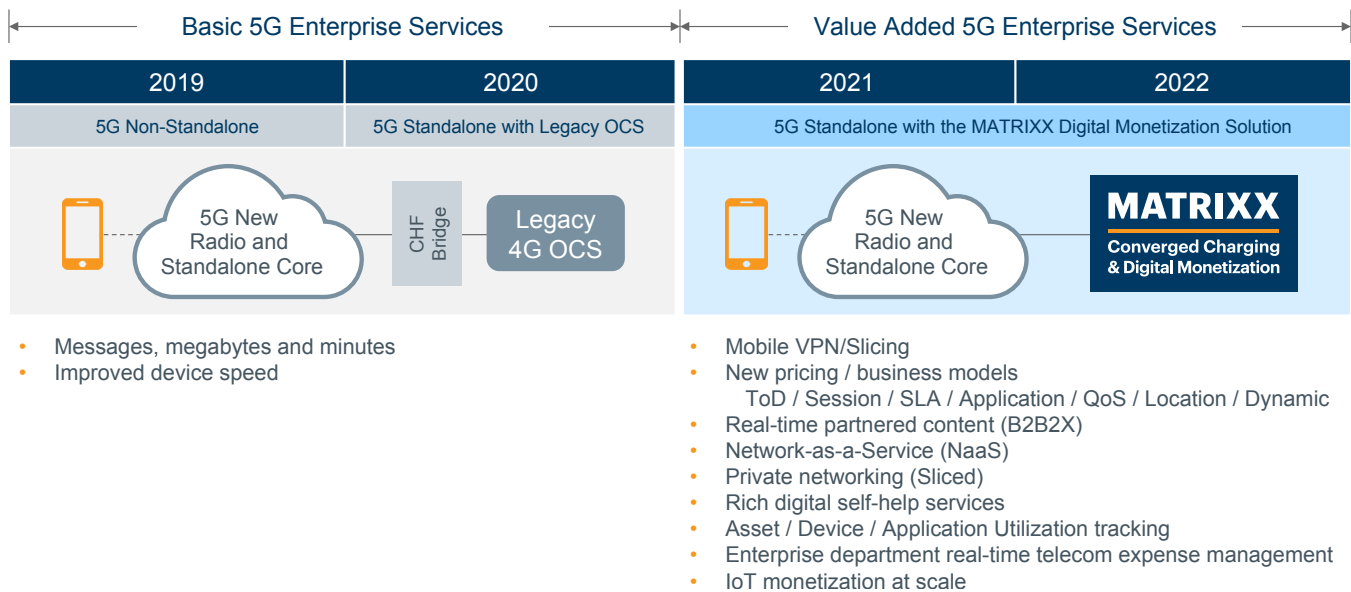 Basic 5G Enterprise Services
Value Added 5G Enterprise Services
2019
2020
2021
2022
5G Non-Standalone
5G Standalone with Legacy OCS
5G Standalone with the MATRIXX Digital Monetization Solution
5G New
Radio and
Standalone Core
CHF
Bridge
Legacy
4G OCS
5G New
Radio and
Standalone Core
MATRIXX
Converged Charging
& Digital Monetization
• Messages, megabytes and minutes
• Improved device speed
• Mobile VPN/Slicing
• New pricing / business models
ToD / Session / SLA / Application / QoS / Location / Dynamic
• Real-time partnered content (B2B2X)
• Network-as-a-Service (NaaS)
• Private networking (Sliced)
• Rich digital self-help services
• Asset / Device / Application Utilization tracking
• Enterprise department real-time telecom expense management
• IoT monetization at scale